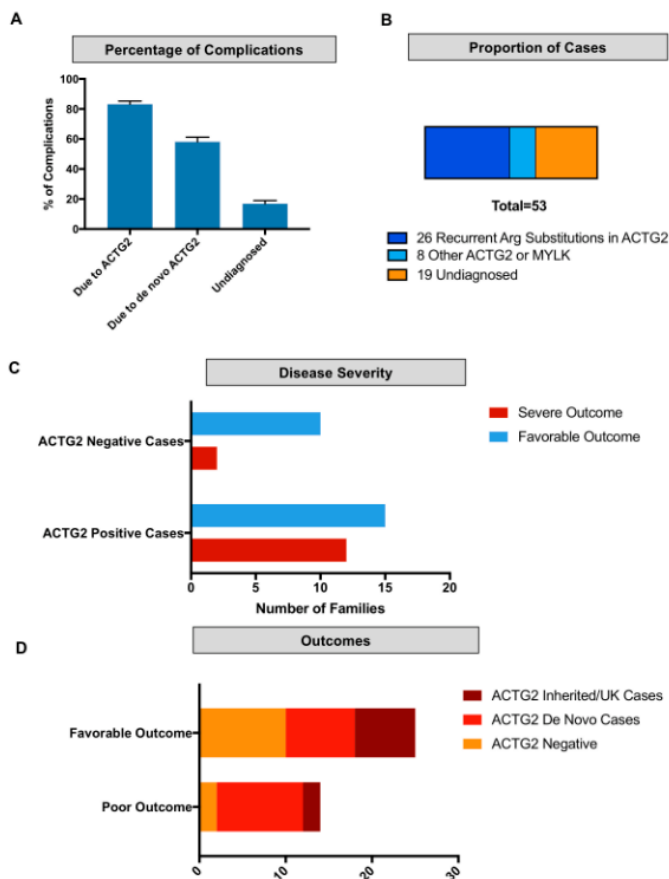 A
Percentage of Complications
100
80
60
40
20
0
% of Complications
Due to ACTG2
Due to de novo ACTG2
Undiagnosed
B
Proportion of Cases
Total=53
26 Recurrent Arg Substitutions in ACTG2
8 Other ACTG2 or MYLK
19 Undiagnosed
C
Disease Severity
Severe Outcome
Favorable Outcome
ACTG2 Negative Cases
ACTG2 Positive Cases
0 5 10 15 20
Number of Families
D
Outcomes
ACTG2 Inherited/UK Cases
ACTG2 De Novo Cases
ACTG2 Negative
Favorable Outcome
Poor Outcome
0 10 20 30